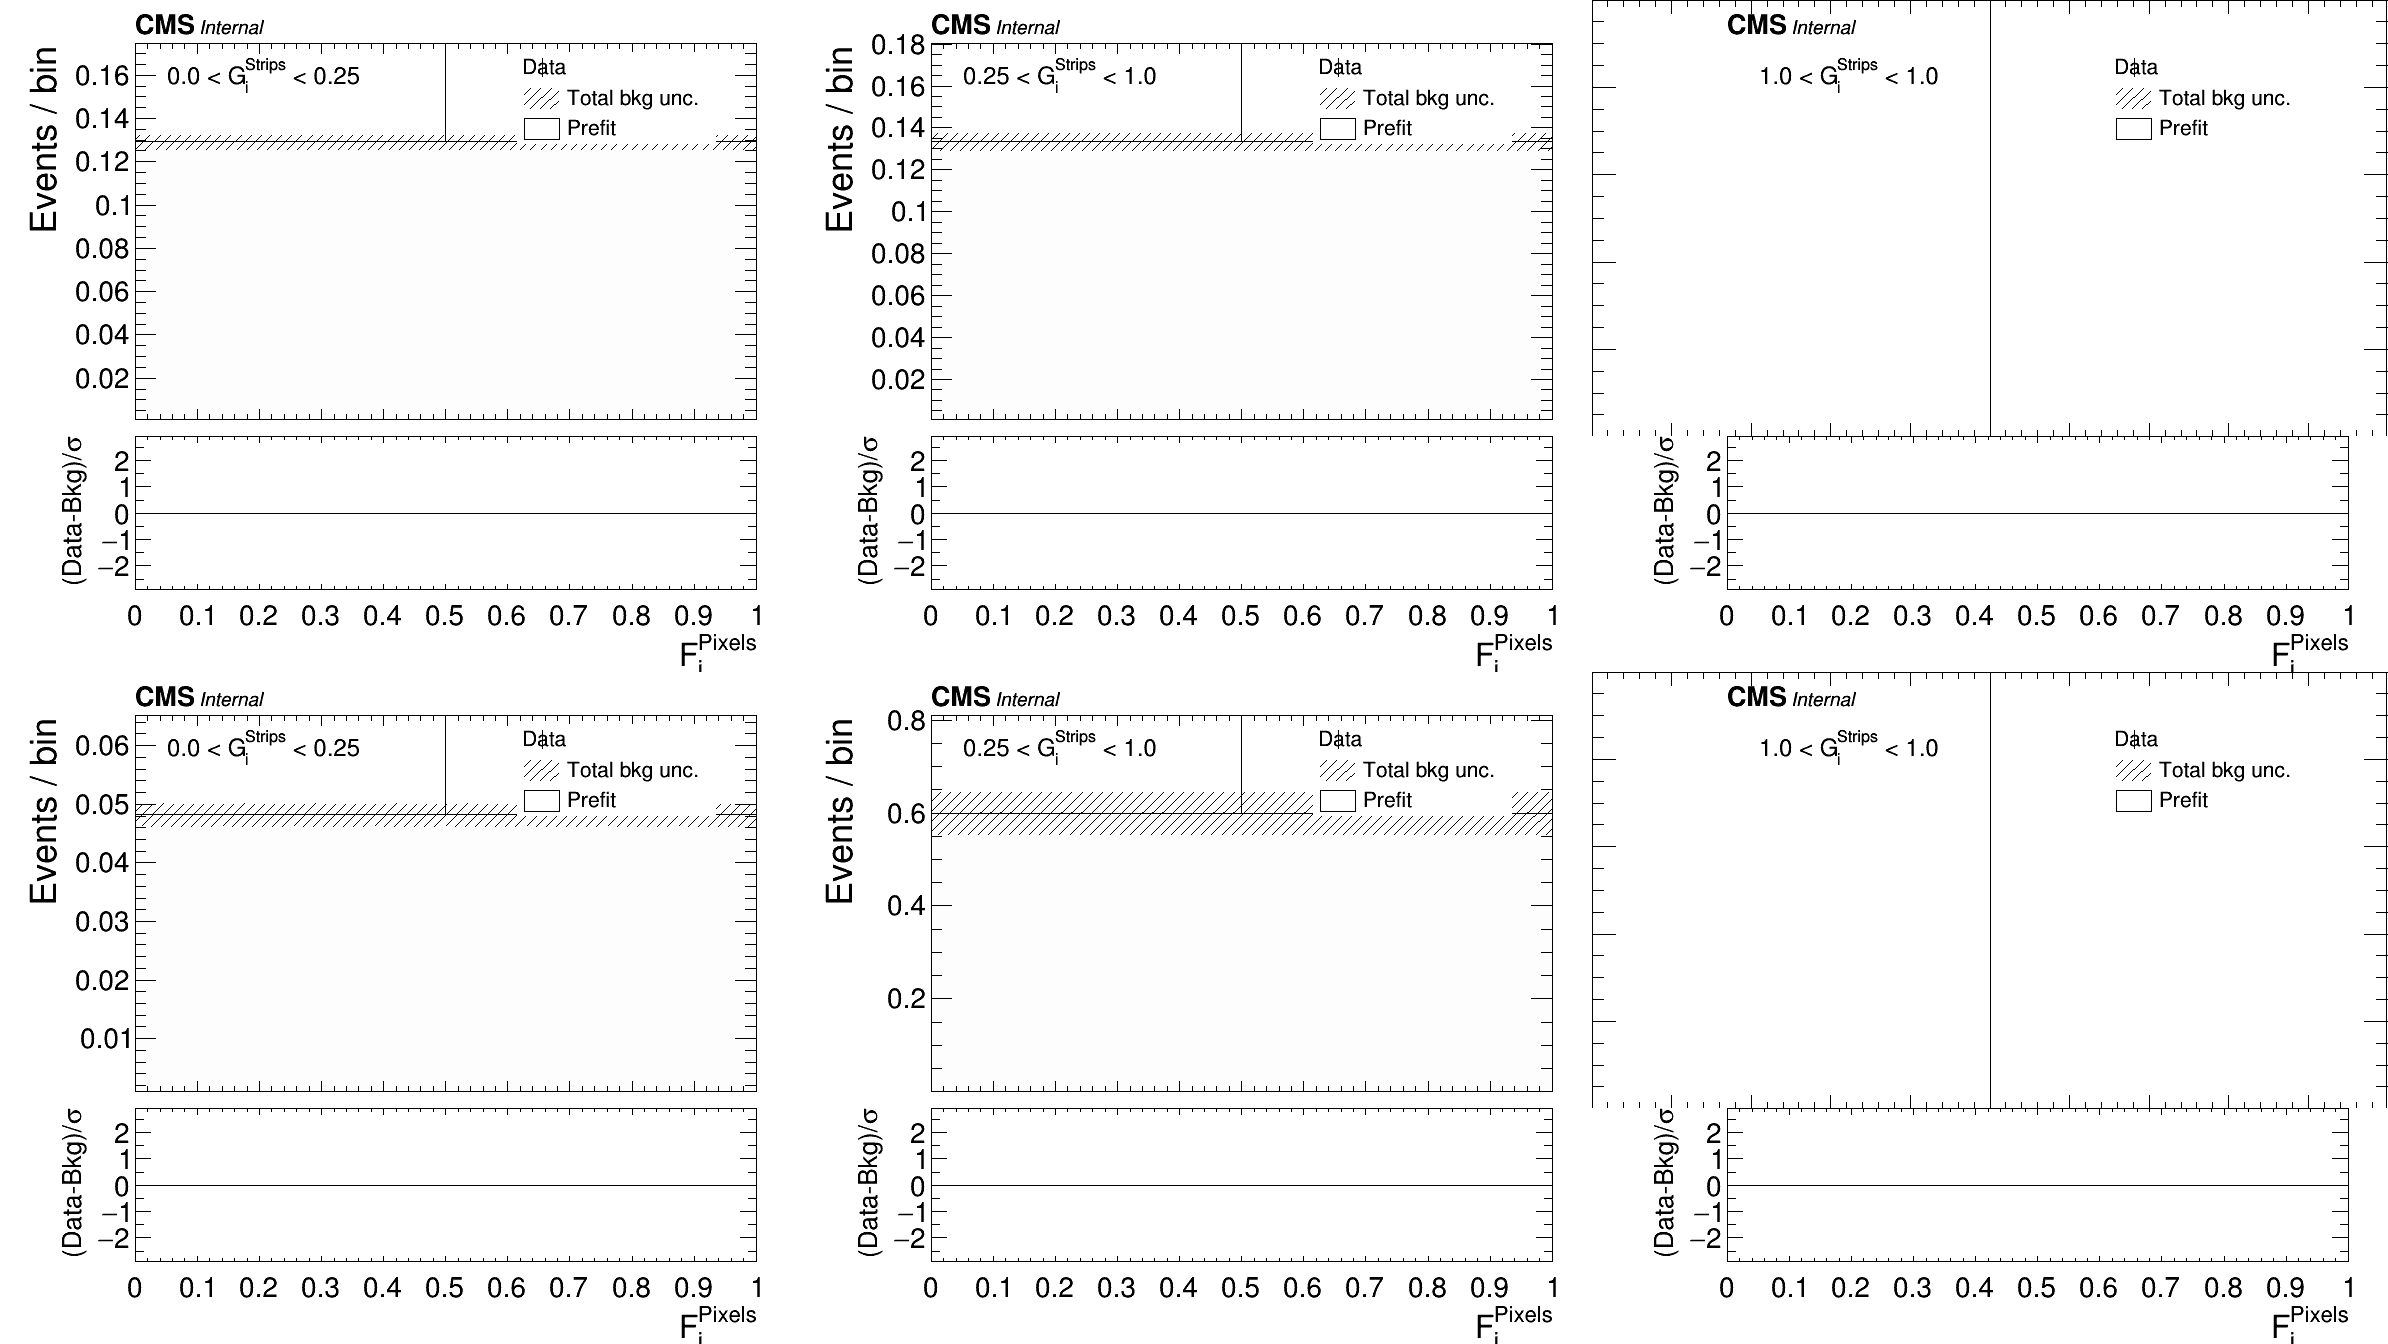 CMS Internal
Events / bin
0.0 < G_i^Strips < 0.25
Data
Total bkg unc.
Prefit
0.16
0.14
0.12
0.1
0.08
0.06
0.04
0.02
(Data-Bkg)/σ
2
1
0
−1
−2
0 0.1 0.2 0.3 0.4 0.5 0.6 0.7 0.8 0.9 1
F_i^Pixels
CMS Internal
Events / bin
0.25 < G_i^Strips < 1.0
Data
Total bkg unc.
Prefit
0.18
0.16
0.14
0.12
0.1
0.08
0.06
0.04
0.02
(Data-Bkg)/σ
2
1
0
−1
−2
0 0.1 0.2 0.3 0.4 0.5 0.6 0.7 0.8 0.9 1
F_i^Pixels
CMS Internal
1.0 < G_i^Strips < 1.0
Data
Total bkg unc.
Prefit
(Data-Bkg)/σ
2
1
0
−1
−2
0 0.1 0.2 0.3 0.4 0.5 0.6 0.7 0.8 0.9 1
F_i^Pixels
CMS Internal
Events / bin
0.0 < G_i^Strips < 0.25
Data
Total bkg unc.
Prefit
0.06
0.05
0.04
0.03
0.02
0.01
(Data-Bkg)/σ
2
1
0
−1
−2
0 0.1 0.2 0.3 0.4 0.5 0.6 0.7 0.8 0.9 1
F_i^Pixels
CMS Internal
Events / bin
0.25 < G_i^Strips < 1.0
Data
Total bkg unc.
Prefit
0.8
0.6
0.4
0.2
(Data-Bkg)/σ
2
1
0
−1
−2
0 0.1 0.2 0.3 0.4 0.5 0.6 0.7 0.8 0.9 1
F_i^Pixels
CMS Internal
1.0 < G_i^Strips < 1.0
Data
Total bkg unc.
Prefit
(Data-Bkg)/σ
2
1
0
−1
−2
0 0.1 0.2 0.3 0.4 0.5 0.6 0.7 0.8 0.9 1
F_i^Pixels